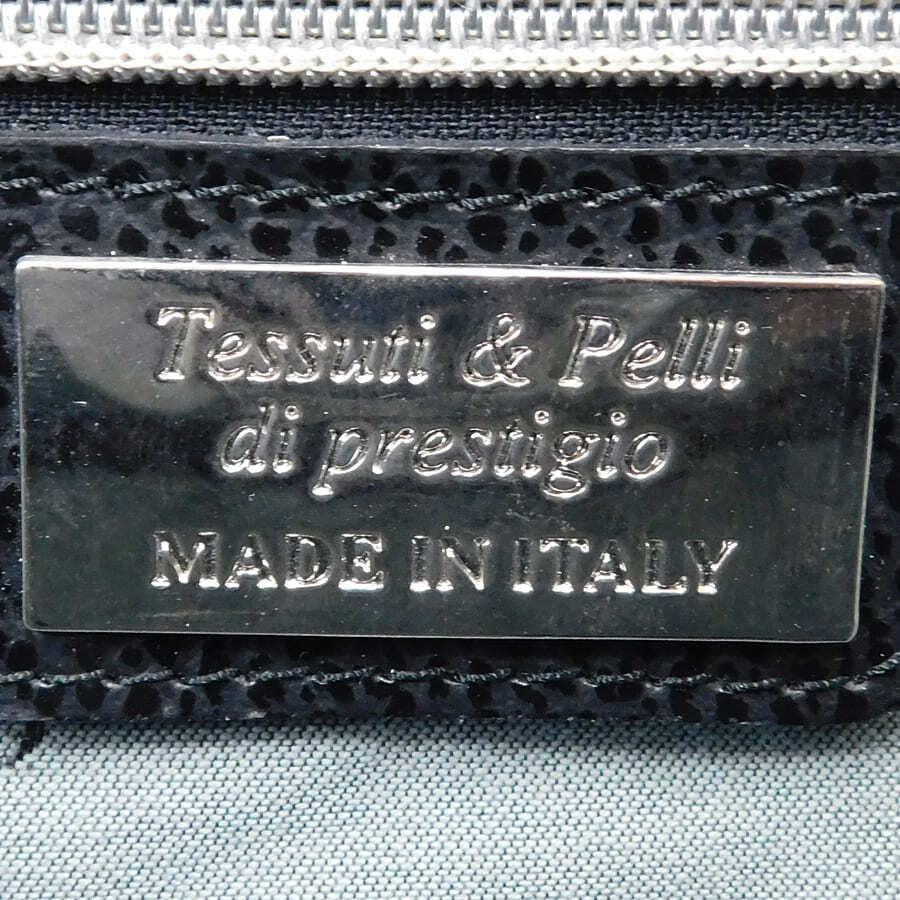 Tessuti & Pelli
di prestigio
MADE IN ITALY